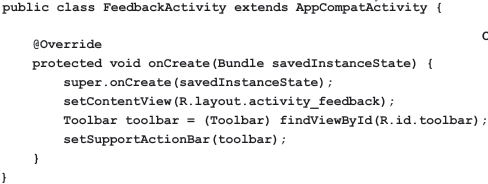 public class FeedbackActivity extends AppCompatActivity {
@Override
protected void onCreate(Bundle savedInstanceState) {
super.onCreate(savedInstanceState);
setContentView(R.layout.activity_feedback);
Toolbar toolbar = (Toolbar) findViewById(R.id.toolbar);
setSupportActionBar(toolbar);
}
}